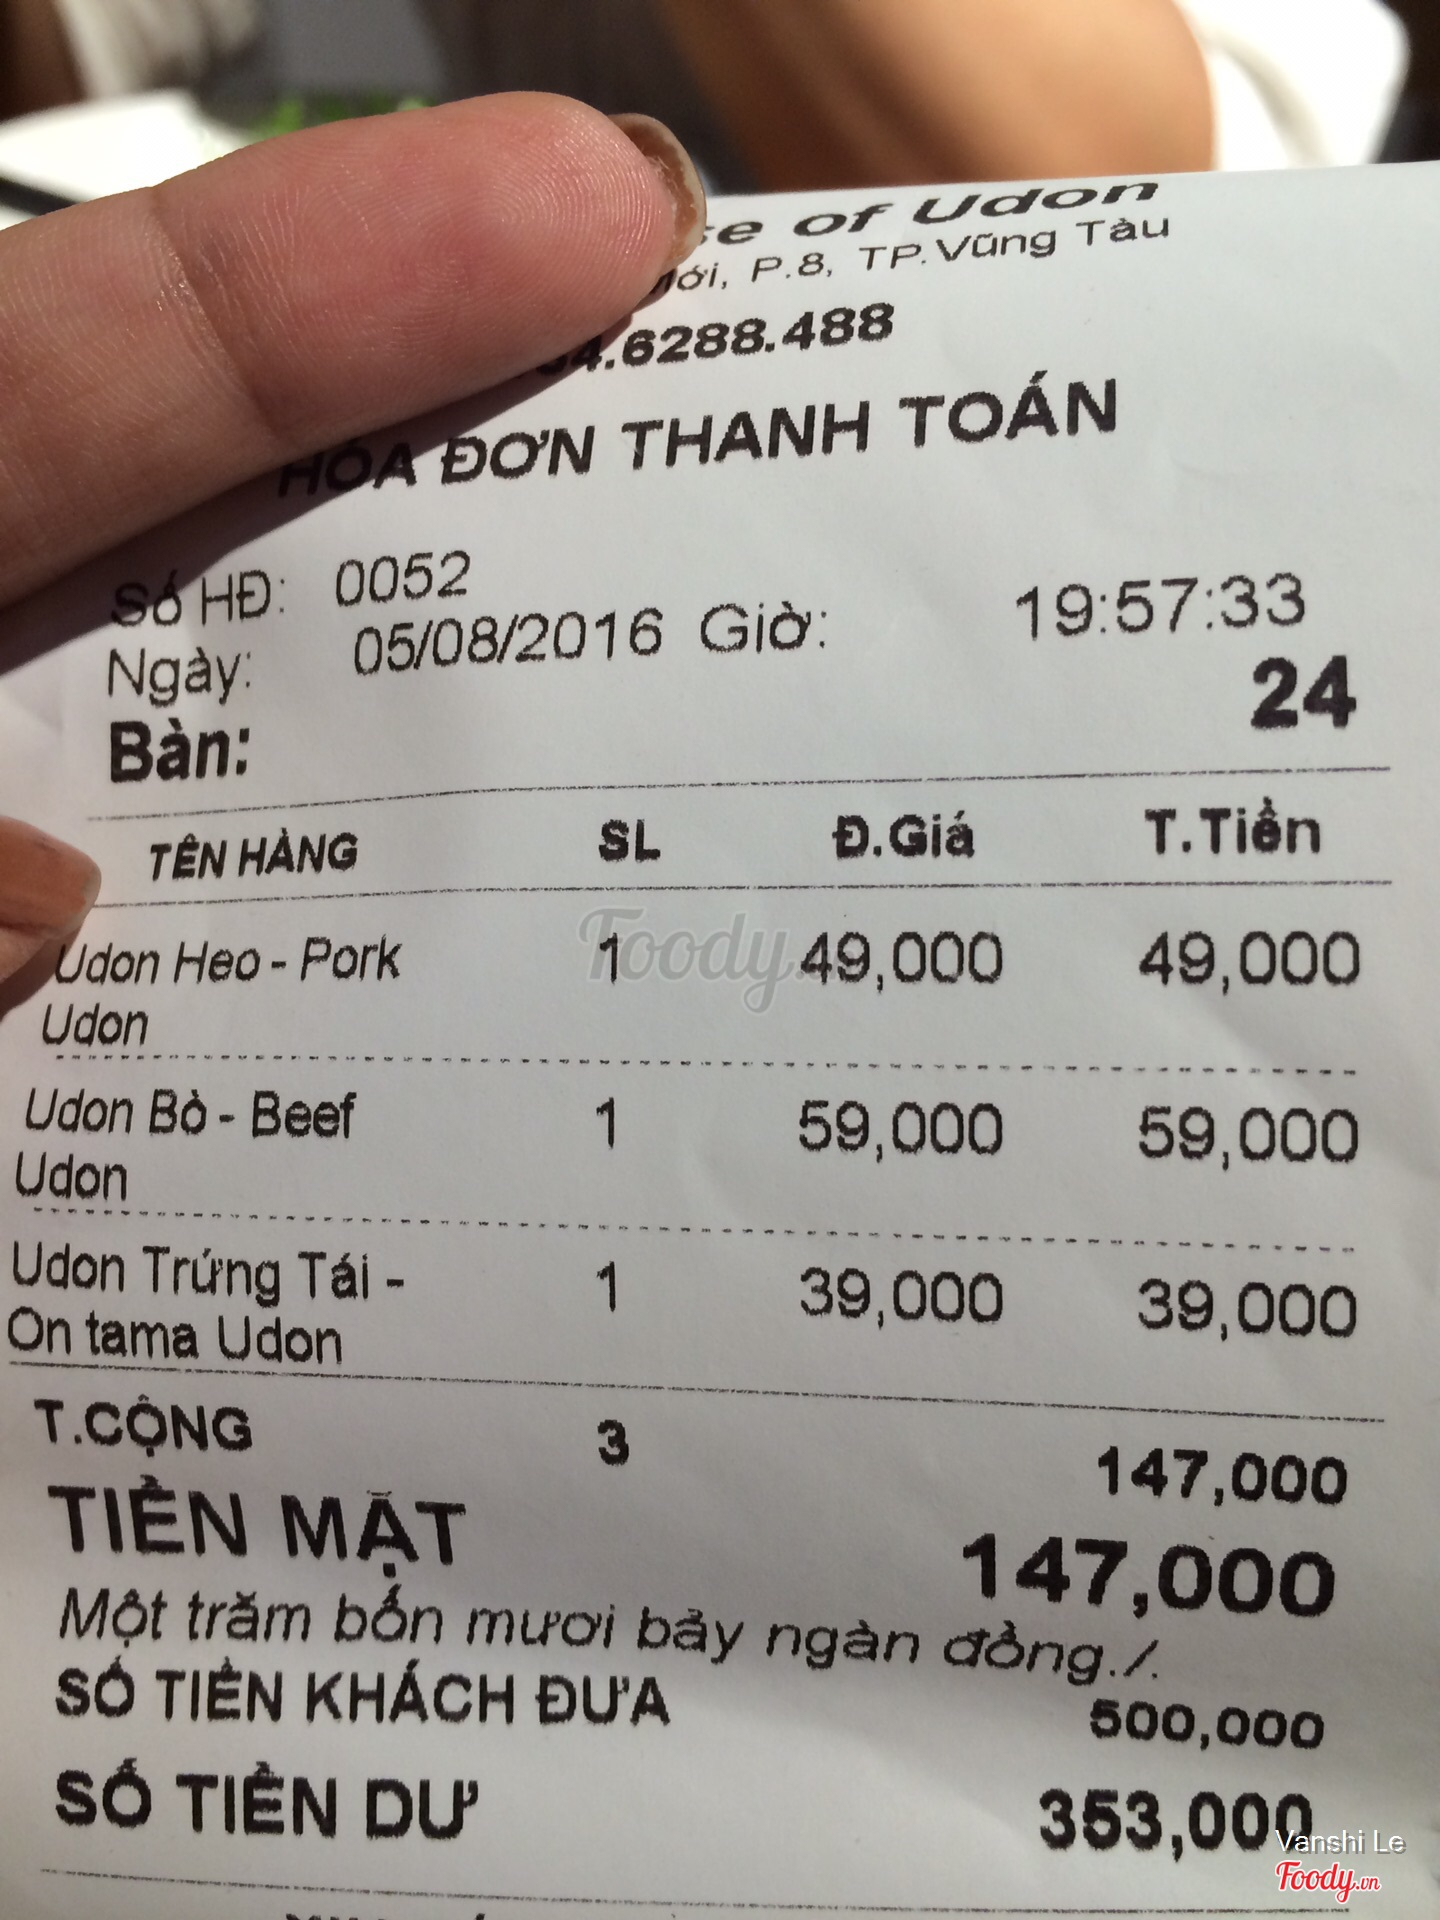 of Udon
P.8, TP.Vũng Tàu
.6288.488
HÓA ĐƠN THANH TOÁN
Số HĐ: 0052
Ngày: 05/08/2016 Giờ: 19:57:33
Bàn: 24
TÊN HÀNG SL Đ.Giá T.Tiền
Udon Heo - Pork 1 49,000 49,000
Udon
Udon Bò - Beef 1 59,000 59,000
Udon
Udon Trứng Tái - 1 39,000 39,000
On tama Udon
T.CỘNG 3 147,000
TIỀN MẶT 147,000
Một trăm bốn mươi bảy ngàn đồng./.
SỐ TIỀN KHÁCH ĐƯA 500,000
SỐ TIỀN DƯ 353,000
Foody
Vanshi Le
Foody.vn